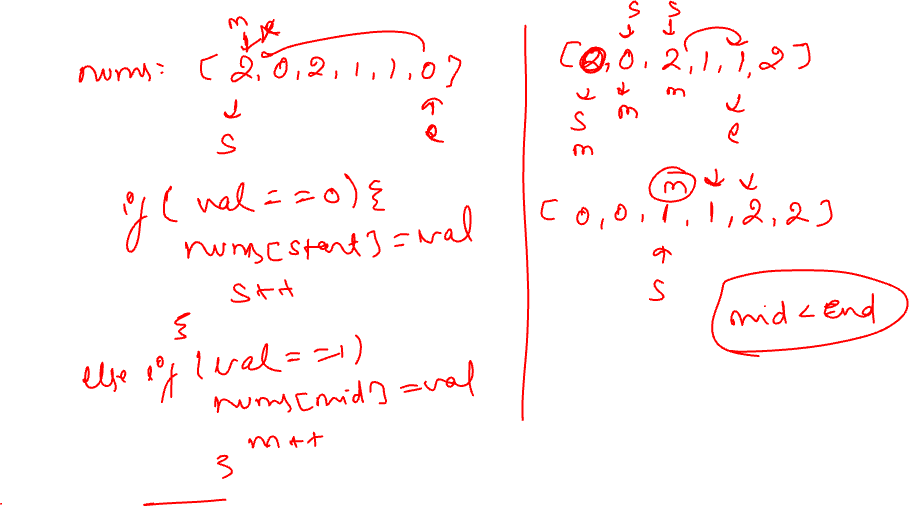 m
nums: [ 2, 0, 2, 1, 1, 0 ]
s
e
if ( val == 0 ) {
nums[start] = val
s++
}
else if ( val == 1 )
nums[mid] = val
m++
}
s s
[ 2, 0, 2, 1, 1, 2 ]
s m m e
m
m
[ 0, 0, 1, 1, 2, 2 ]
s
mid < End